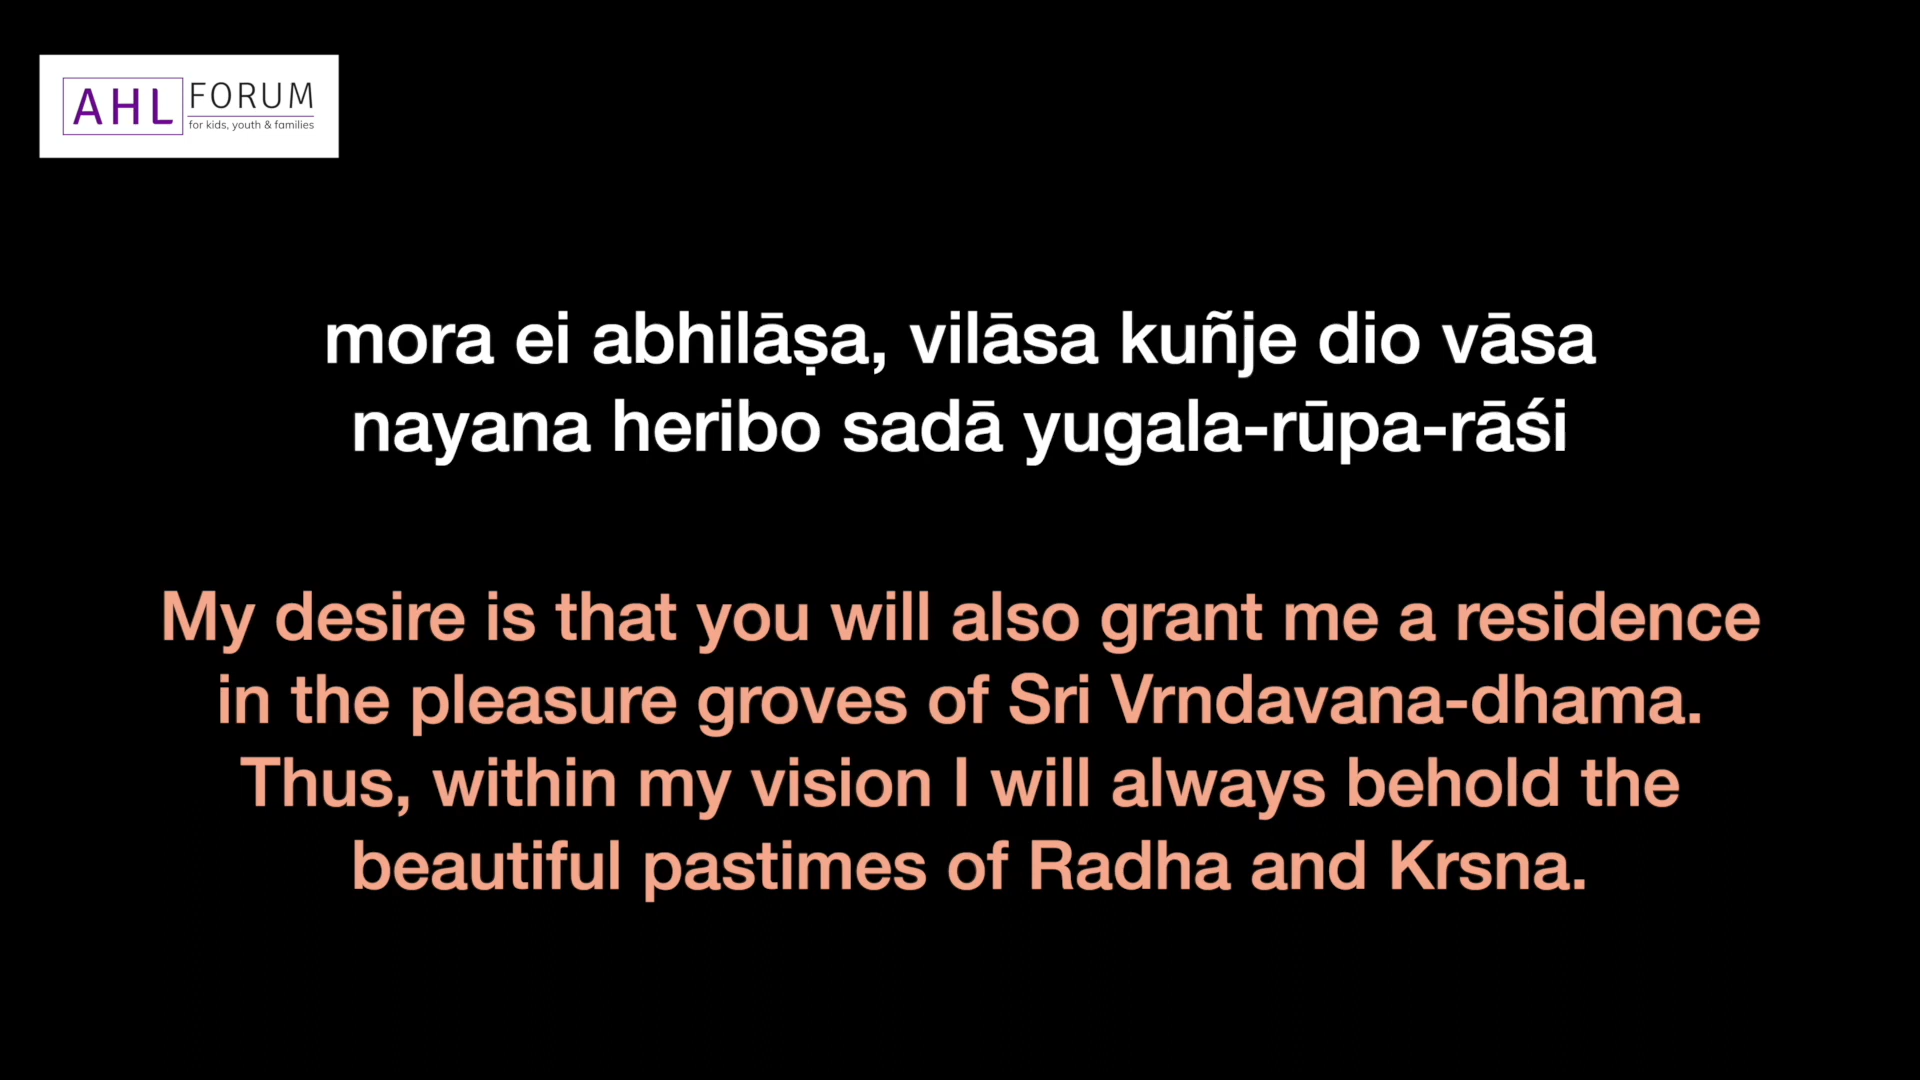 AHL FORUM
for kids, youth & families
mora ei abhilāṣa, vilāsa kuñje dio vāsa
nayana heribo sadā yugala-rūpa-rāśi
My desire is that you will also grant me a residence
in the pleasure groves of Sri Vrndavana-dhama.
Thus, within my vision I will always behold the
beautiful pastimes of Radha and Krsna.